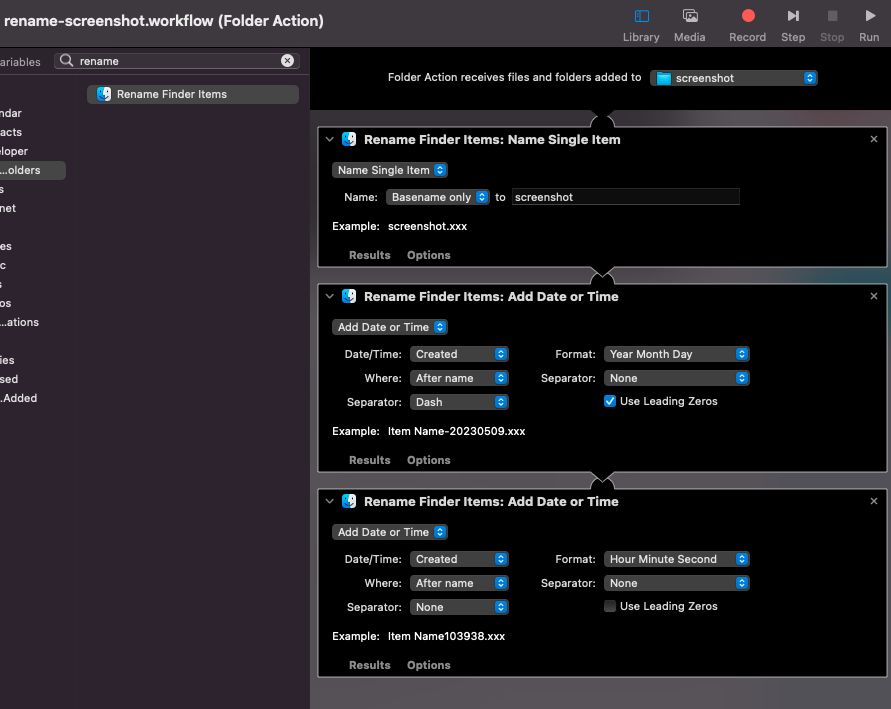 rename-screenshot.workflow (Folder Action)
Library
Media
Record
Step
Stop
Run
ariables
rename
Rename Finder Items
ndar
acts
eloper
...olders
s
net
es
c
s
os
...ations
ies
sed
.Added
Folder Action receives files and folders added to screenshot
Rename Finder Items: Name Single Item
Name Single Item
Name: Basename only to screenshot
Example: screenshot.xxx
Results Options
Rename Finder Items: Add Date or Time
Add Date or Time
Date/Time: Created Format: Year Month Day
Where: After name Separator: None
Separator: Dash Use Leading Zeros
Example: Item Name-20230509.xxx
Results Options
Rename Finder Items: Add Date or Time
Add Date or Time
Date/Time: Created Format: Hour Minute Second
Where: After name Separator: None
Separator: None Use Leading Zeros
Example: Item Name103938.xxx
Results Options